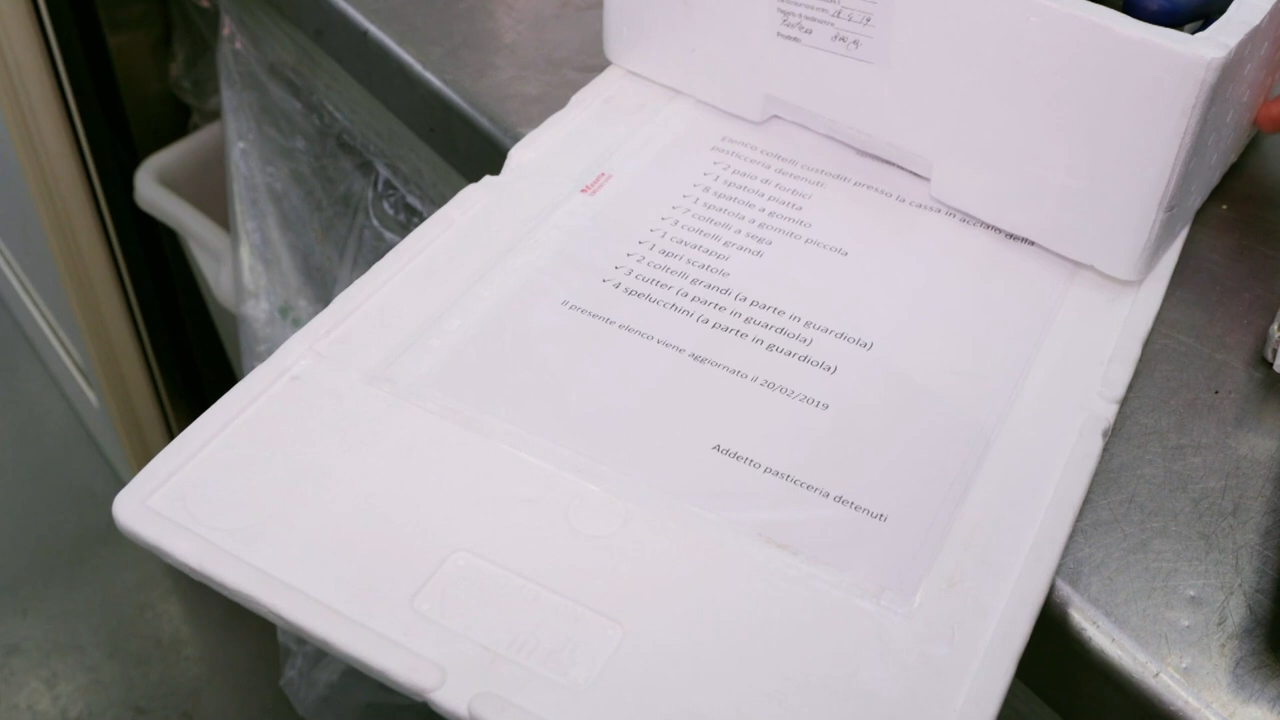 18.5.19
Elenco coltelli custoditi presso la cassa in acciaio della
pasticceria detenuti:
✓2 paio di forbici
✓1 spatola piatta
✓8 spatole a gomito
✓1 spatola a gomito piccola
✓7 coltelli a sega
✓3 coltelli grandi
✓1 cavatappi
✓1 apri scatole
✓2 coltelli grandi (a parte in guardiola)
✓3 cutter (a parte in guardiola)
✓4 spelucchini (a parte in guardiola)
Il presente elenco viene aggiornato il 20/02/2019
Addetto pasticceria detenuti